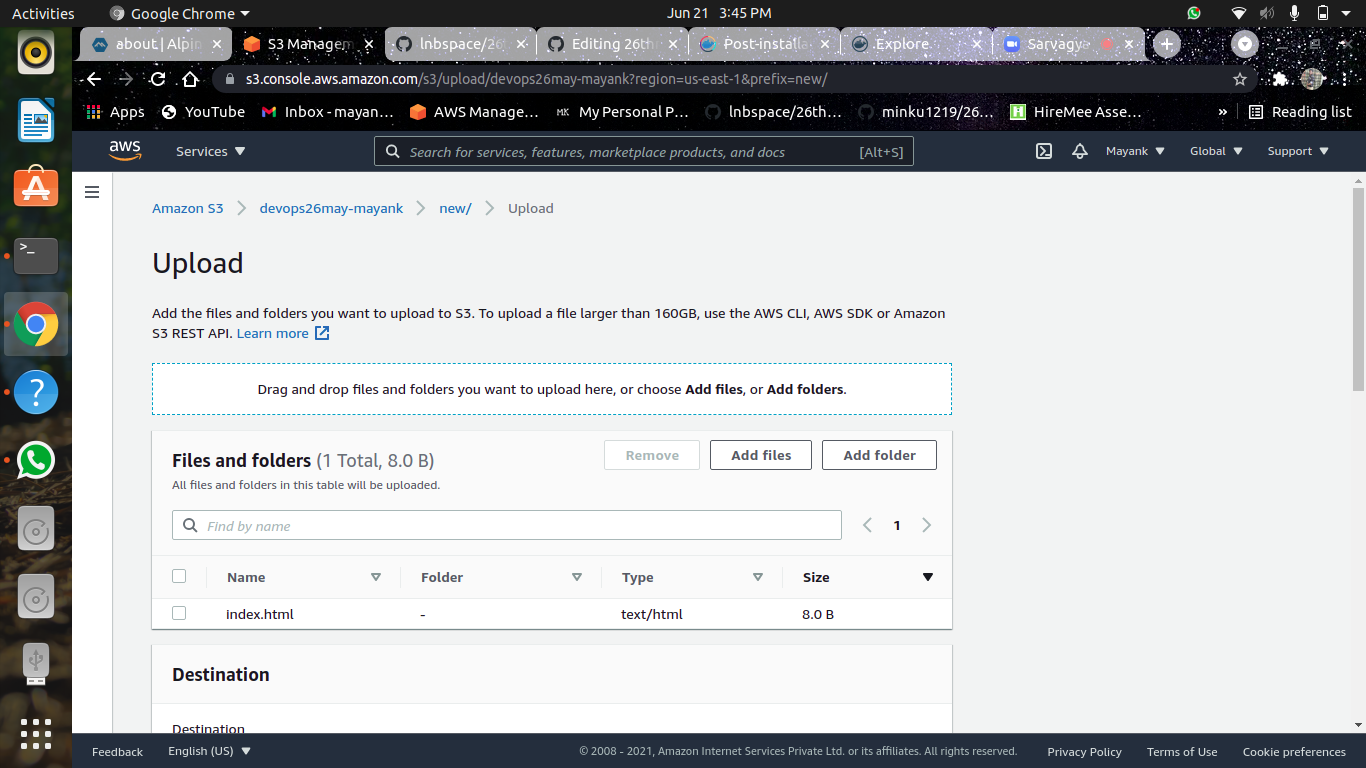 Activities Google Chrome Jun 21 3:45 PM
about | Alpin S3 Managem lnbspace/26 Editing 26th Post-installa Explore Sarvagya
s3.console.aws.amazon.com/s3/upload/devops26may-mayank?region=us-east-1&prefix=new/
Apps YouTube Inbox - mayan… AWS Manage… MK My Personal P… lnbspace/26th… minku1219/26… H HireMee Asse… » Reading list
aws Services Search for services, features, marketplace products, and docs [Alt+S] Mayank Global Support
Amazon S3 devops26may-mayank new/ Upload
Upload
Add the files and folders you want to upload to S3. To upload a file larger than 160GB, use the AWS CLI, AWS SDK or Amazon
S3 REST API. Learn more
Drag and drop files and folders you want to upload here, or choose Add files, or Add folders.
Files and folders (1 Total, 8.0 B) Remove Add files Add folder
All files and folders in this table will be uploaded.
Find by name 1
Name Folder Type Size
index.html - text/html 8.0 B
Destination
Destination
Feedback English (US) © 2008 - 2021, Amazon Internet Services Private Ltd. or its affiliates. All rights reserved. Privacy Policy Terms of Use Cookie preferences